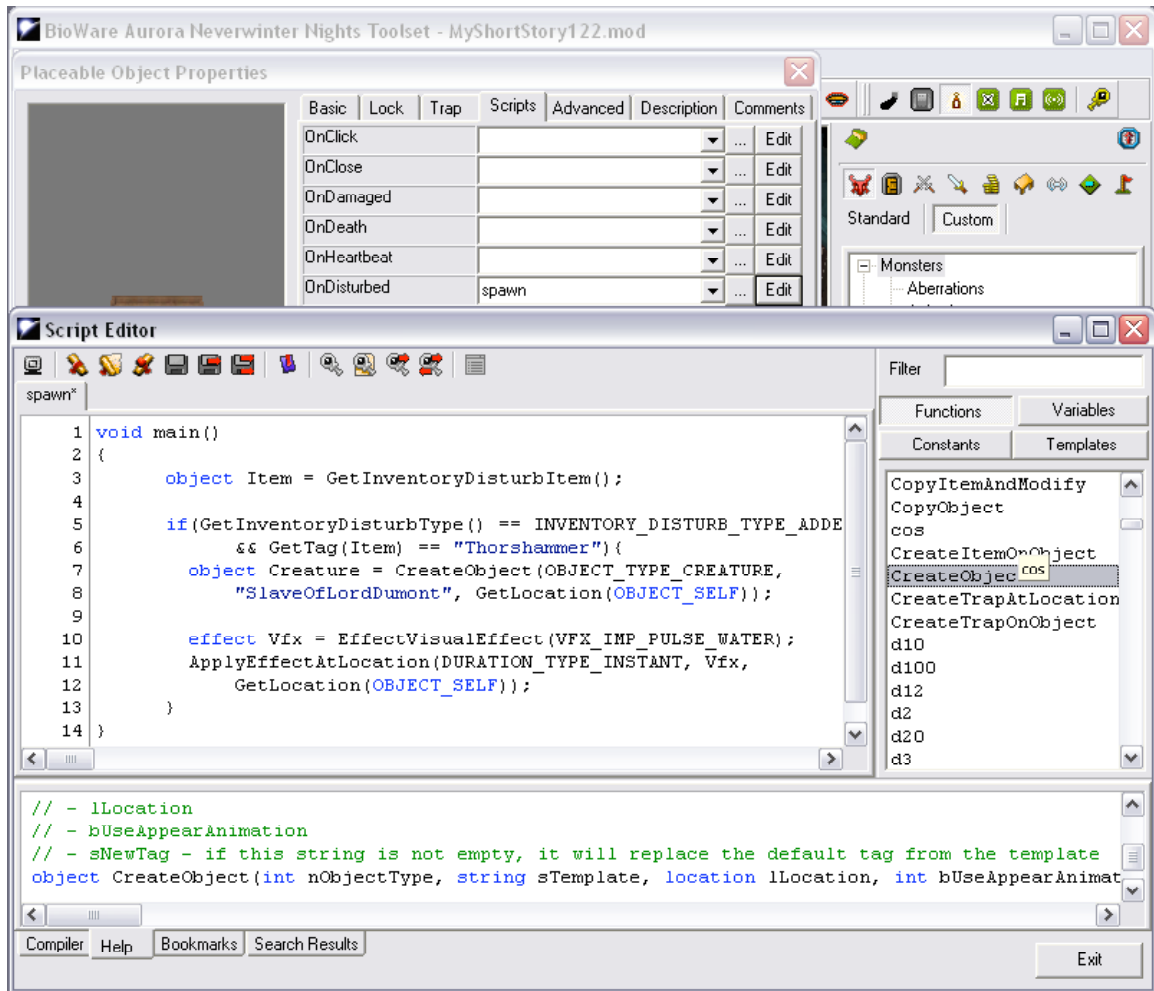 BioWare Aurora Neverwinter Nights Toolset - MyShortStory122.mod
Placeable Object Properties
Basic Lock Trap Scripts Advanced Description Comments
OnClick ... Edit
OnClose ... Edit
OnDamaged ... Edit
OnDeath ... Edit
OnHeartbeat ... Edit
OnDisturbed spawn ... Edit
Standard Custom
Monsters
Aberrations
Script Editor
spawn*
1 void main()
2 {
3 object Item = GetInventoryDisturbItem();
4
5 if(GetInventoryDisturbType() == INVENTORY_DISTURB_TYPE_ADDE
6 && GetTag(Item) == "Thorshammer"){
7 object Creature = CreateObject(OBJECT_TYPE_CREATURE,
8 "SlaveOfLordDumont", GetLocation(OBJECT_SELF));
9
10 effect Vfx = EffectVisualEffect(VFX_IMP_PULSE_WATER);
11 ApplyEffectAtLocation(DURATION_TYPE_INSTANT, Vfx,
12 GetLocation(OBJECT_SELF));
13 }
14 }
Filter
Functions Variables
Constants Templates
CopyItemAndModify
CopyObject
cos
CreateItemOnObject
CreateObjec cos
CreateTrapAtLocation
CreateTrapOnObject
d10
d100
d12
d2
d20
d3
// - lLocation
// - bUseAppearAnimation
// - sNewTag - if this string is not empty, it will replace the default tag from the template
object CreateObject(int nObjectType, string sTemplate, location lLocation, int bUseAppearAnimat
Compiler Help Bookmarks Search Results
Exit